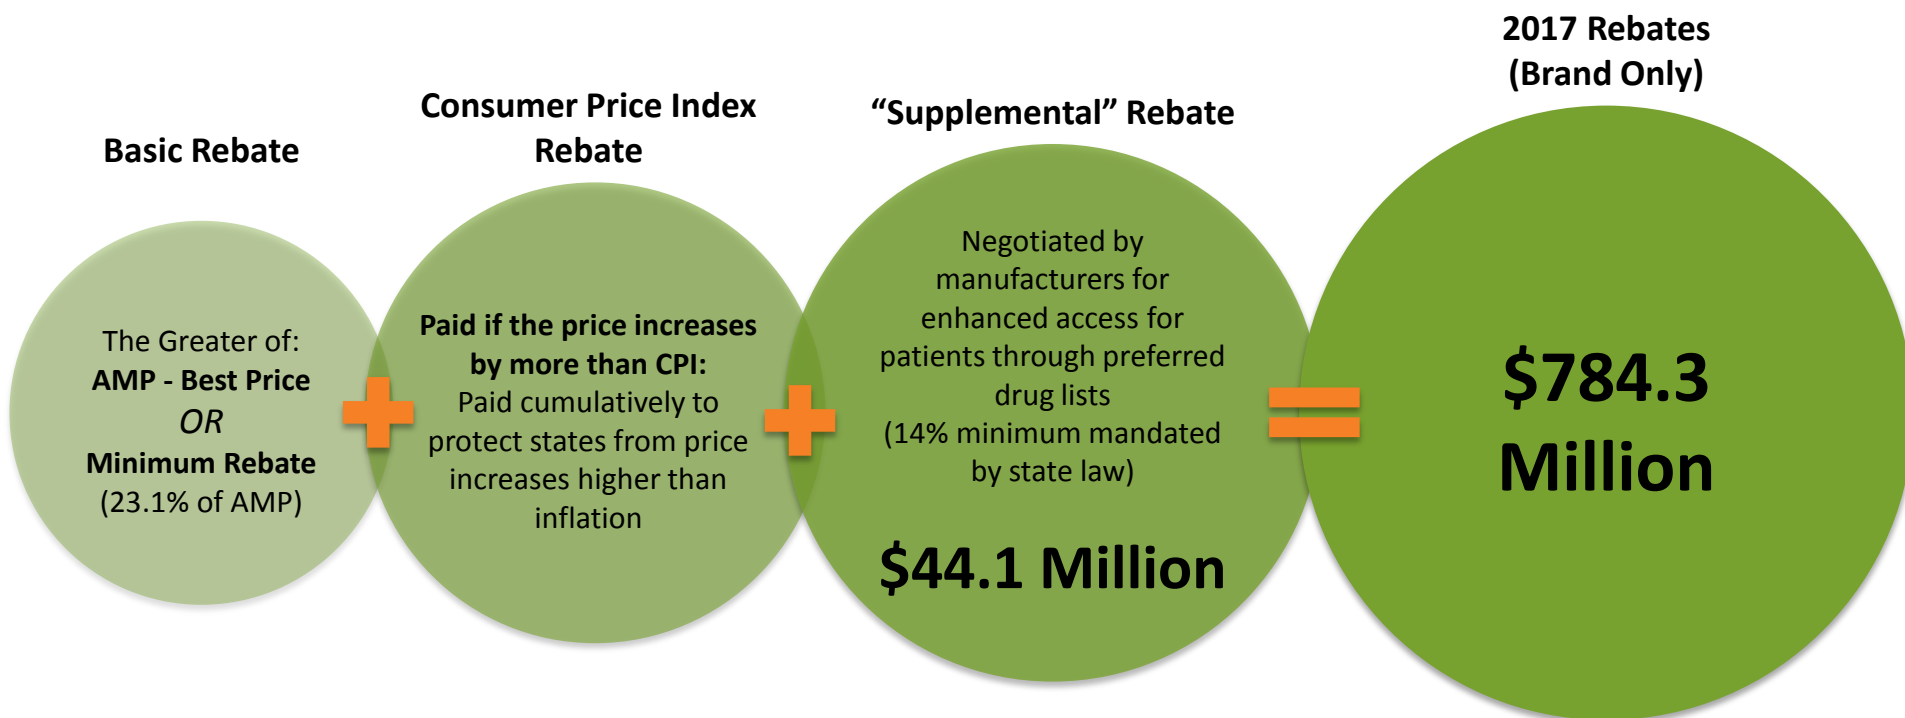 Basic Rebate
The Greater of:
AMP - Best Price
OR
Minimum Rebate
(23.1% of AMP)
Consumer Price Index
Rebate
Paid if the price increases
by more than CPI:
Paid cumulatively to
protect states from price
increases higher than
inflation
“Supplemental” Rebate
Negotiated by
manufacturers for
enhanced access for
patients through preferred
drug lists
(14% minimum mandated
by state law)
$44.1 Million
2017 Rebates
(Brand Only)
$784.3
Million